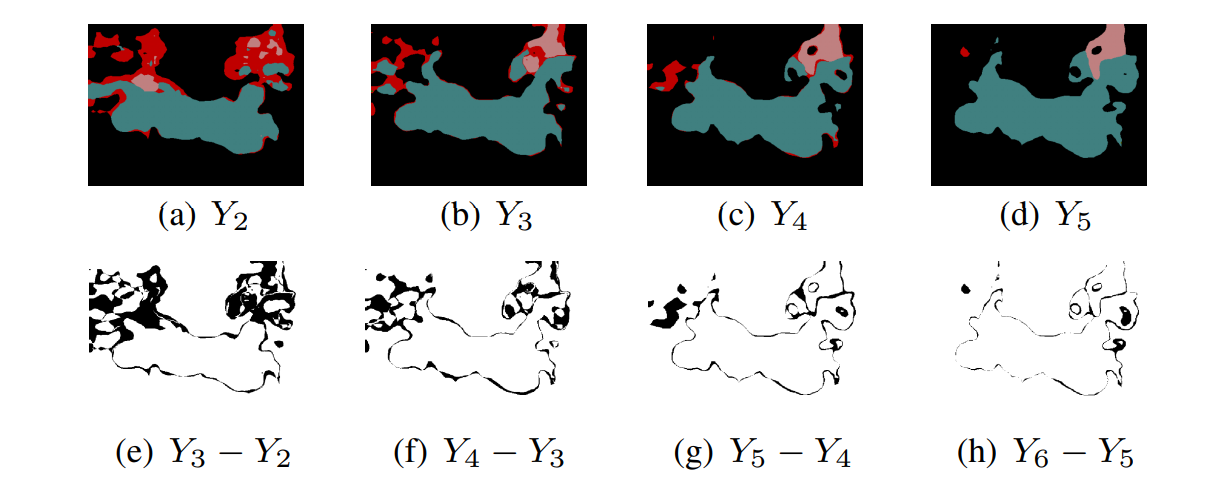 (a) Y₂ (b) Y₃ (c) Y₄ (d) Y₅
(e) Y₃ − Y₂ (f) Y₄ − Y₃ (g) Y₅ − Y₄ (h) Y₆ − Y₅